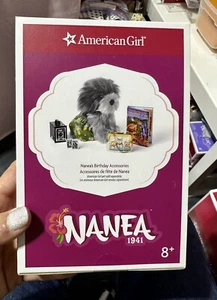 American Girl
Nanea's Birthday Accessories
Accessoires de fête de Nanea
NANEA
1941
8+